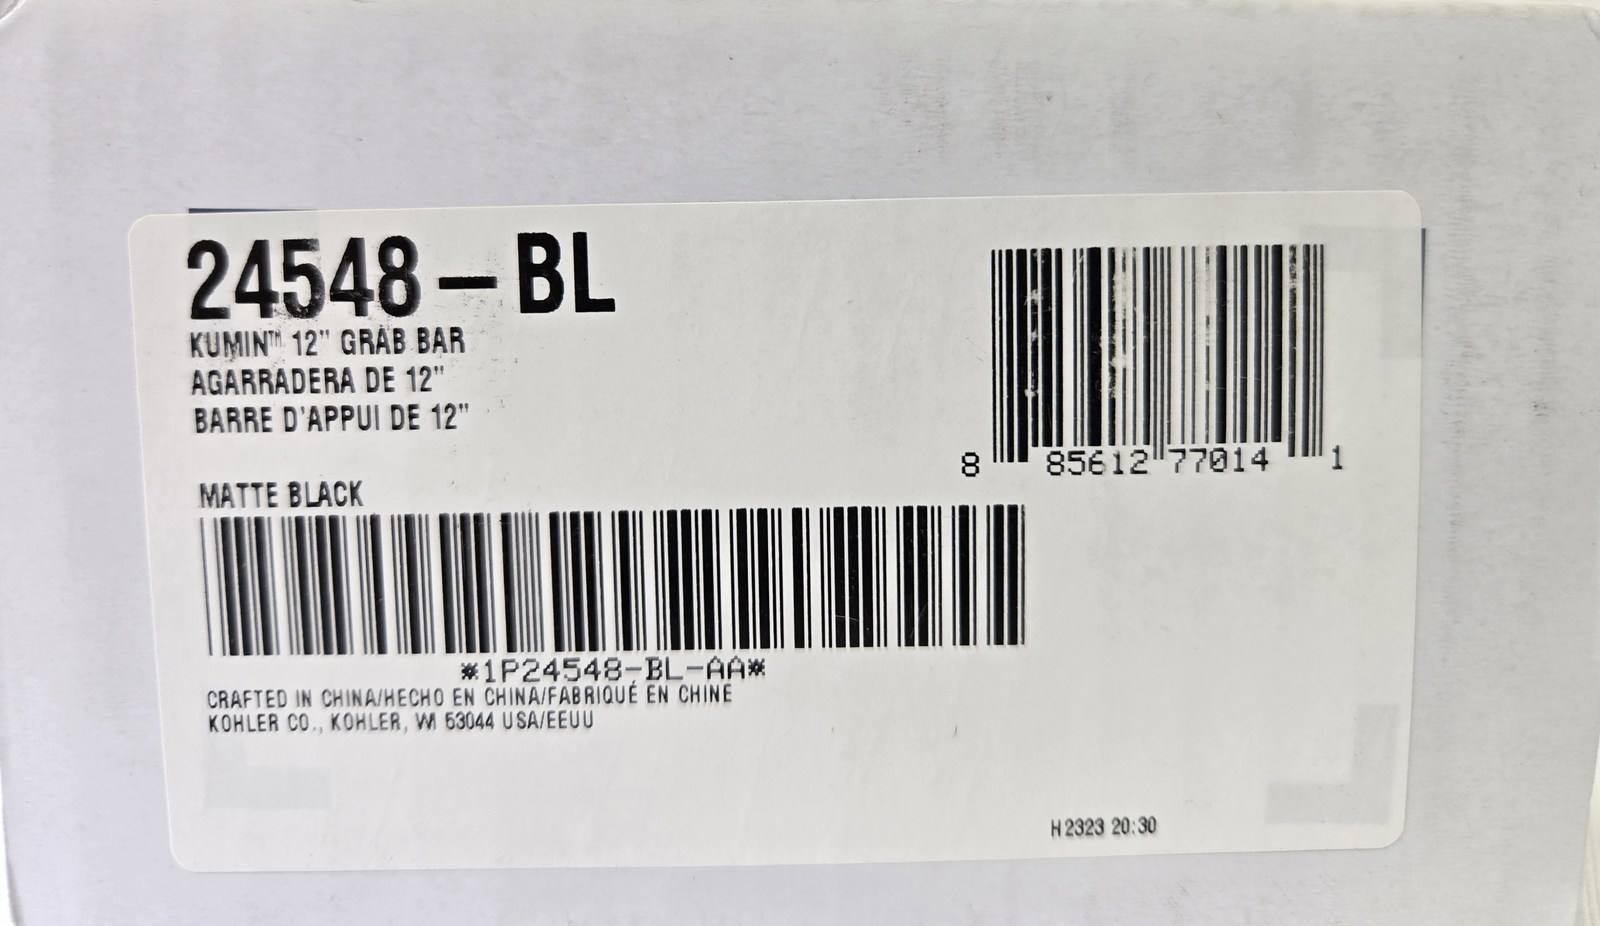 24548-BL
KUMIN™ 12" GRAB BAR
AGARRADERA DE 12"
BARRE D'APPUI DE 12"
8 85612 77014 1
MATTE BLACK
*1P24548-BL-AA*
CRAFTED IN CHINA/HECHO EN CHINA/FABRIQUÉ EN CHINE
KOHLER CO., KOHLER, WI 53044 USA/EEUU
H2323 20:30